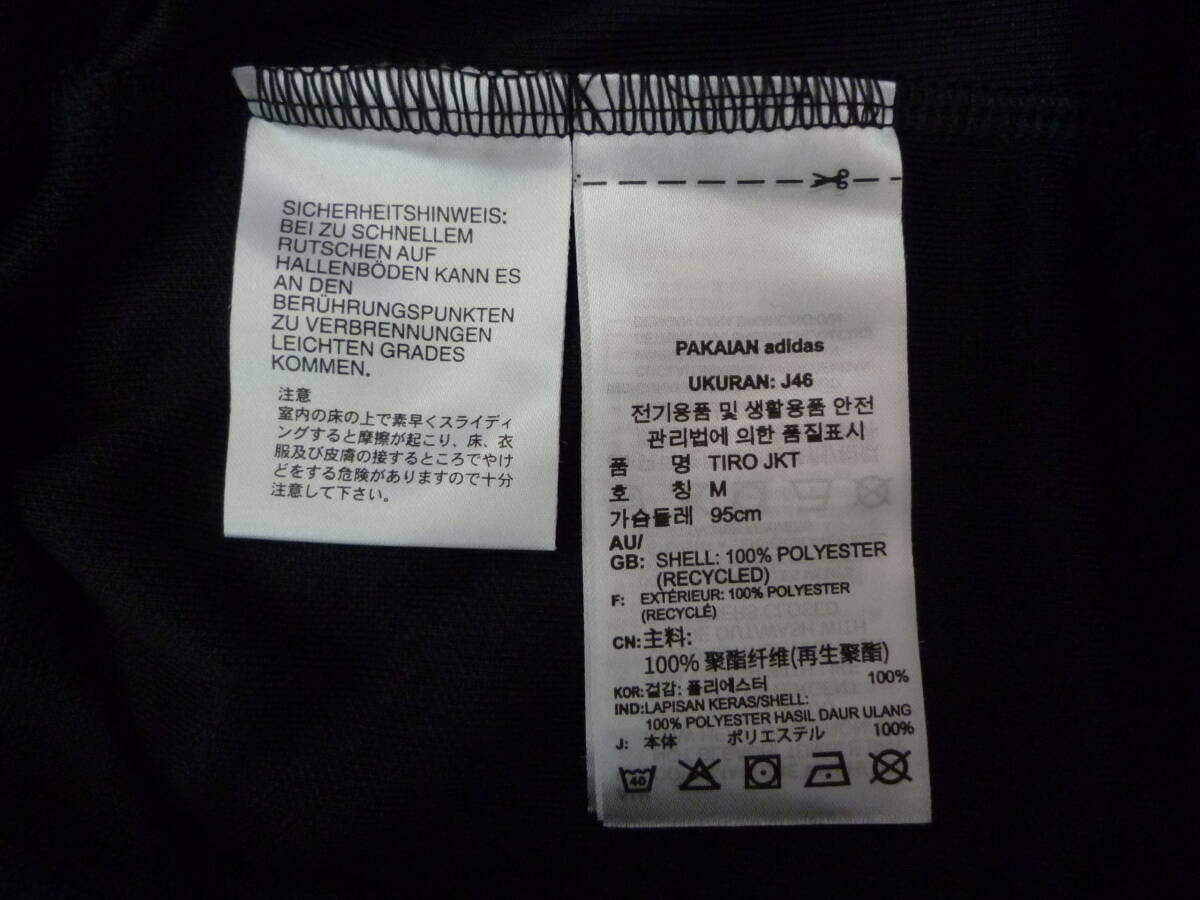 SICHERHEITSHINWEIS:
BEI ZU SCHNELLEM
RUTSCHEN AUF
HALLENBÖDEN KANN ES
AN DEN
BERÜHRUNGSPUNKTEN
ZU VERBRENNUNGEN
LEICHTEN GRADES
KOMMEN.
注意
室内の床の上で素早くスライディ
ングすると摩擦が起こり、床、衣
服及び皮膚の接するところでやけ
どをする危険がありますので十分
注意して下さい。
PAKAIAN adidas
UKURAN: J46
전기용품 및 생활용품 안전
관리법에 의한 품질표시
품 명 TIRO JKT
호 칭 M
가슴둘레 95cm
AU/
GB: SHELL: 100% POLYESTER
(RECYCLED)
F: EXTÉRIEUR: 100% POLYESTER
(RECYCLÉ)
CN: 主料:
100% 聚酯纤维(再生聚酯)
KOR: 겉감: 폴리에스터 100%
IND: LAPISAN KERAS/SHELL:
100% POLYESTER HASIL DAUR ULANG
J: 本体 ポリエステル 100%
40